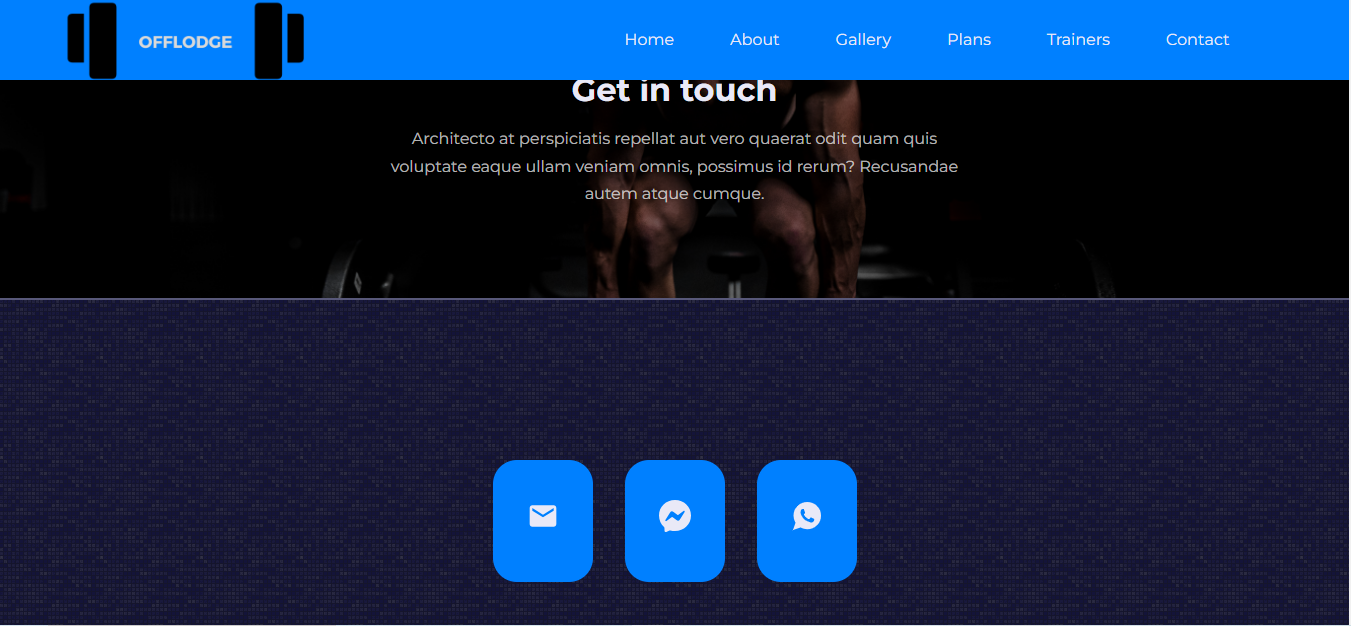 OFFLODGE
Home About Gallery Plans Trainers Contact
Get in touch
Architecto at perspiciatis repellat aut vero quaerat odit quam quis
voluptate eaque ullam veniam omnis, possimus id rerum? Recusandae
autem atque cumque.